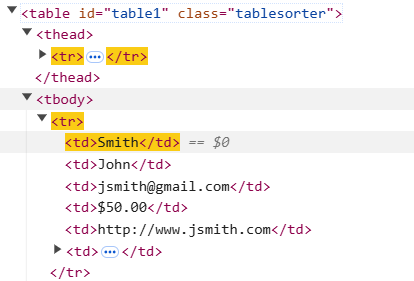 <table id="table1" class="tablesorter">
<thead>
<tr> ... </tr>
</thead>
<tbody>
<tr>
<td>Smith</td> == $0
<td>John</td>
<td>jsmith@gmail.com</td>
<td>$50.00</td>
<td>http://www.jsmith.com</td>
<td> ... </td>
</tr>